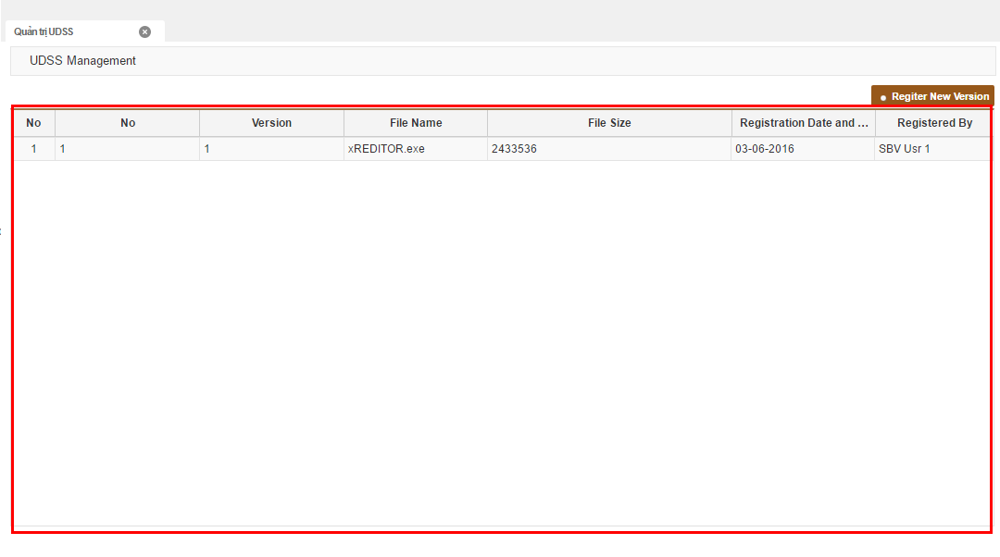 Quản trị UDSS
UDSS Management
Regiter New Version
No No Version File Name File Size Registration Date and ... Registered By
1 1 1 xREDITOR.exe 2433536 03-06-2016 SBV Usr 1